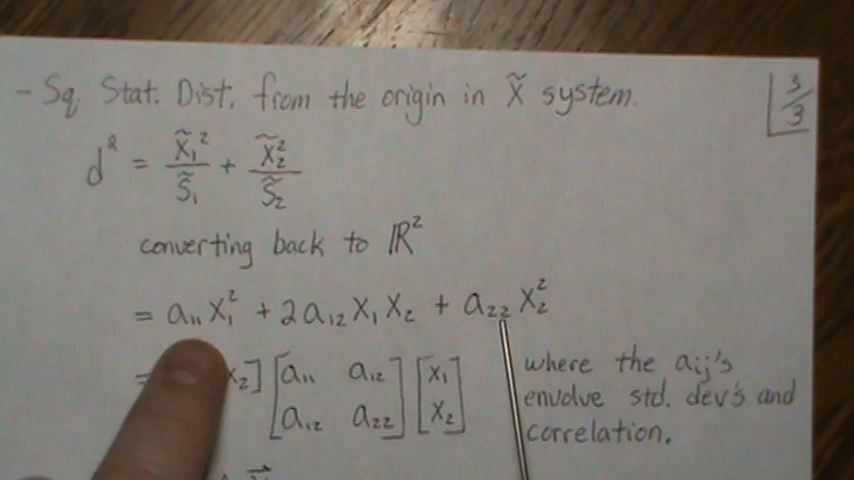 - Sq. Stat. Dist. from the origin in X̃ system.
3/3
d² = X̃₁²/S̃₁ + X̃₂²/S̃₂
converting back to ℝ²
= a₁₁X₁² + 2a₁₂X₁X₂ + a₂₂X₂²
= x₂] [a₁₁ a₁₂ a₁₂ a₂₂] [x₁ x₂]
where the aᵢⱼ's
envolve std. dev's and
correlation.